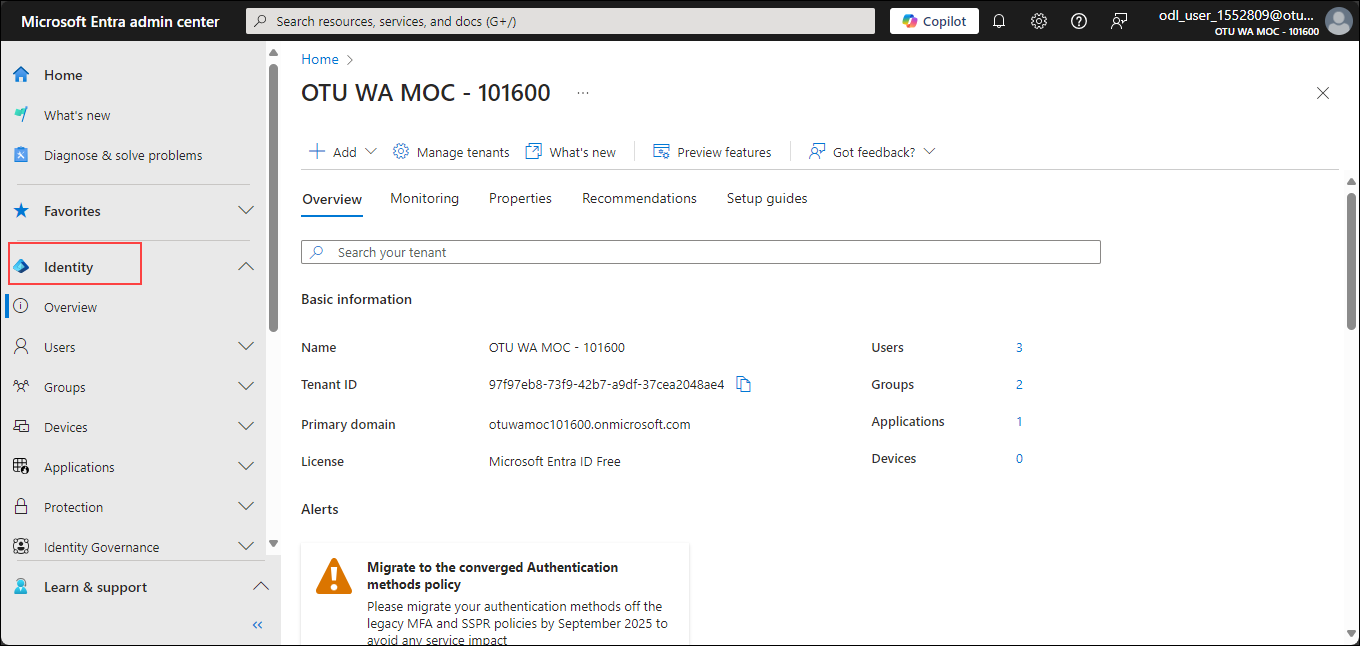 Microsoft Entra admin center
Search resources, services, and docs (G+/)
Copilot
odl_user_1552809@otu...
OTU WA MOC - 101600
Home
What's new
Diagnose & solve problems
Favorites
Identity
Overview
Users
Groups
Devices
Applications
Protection
Identity Governance
Learn & support
Home
OTU WA MOC - 101600
Add
Manage tenants
What's new
Preview features
Got feedback?
Overview
Monitoring
Properties
Recommendations
Setup guides
Search your tenant
Basic information
Name OTU WA MOC - 101600 Users 3
Tenant ID 97f97eb8-73f9-42b7-a9df-37cea2048ae4 Groups 2
Primary domain otuwamoc101600.onmicrosoft.com Applications 1
License Microsoft Entra ID Free Devices 0
Alerts
Migrate to the converged Authentication
methods policy
Please migrate your authentication methods off the
legacy MFA and SSPR policies by September 2025 to
avoid any service impact